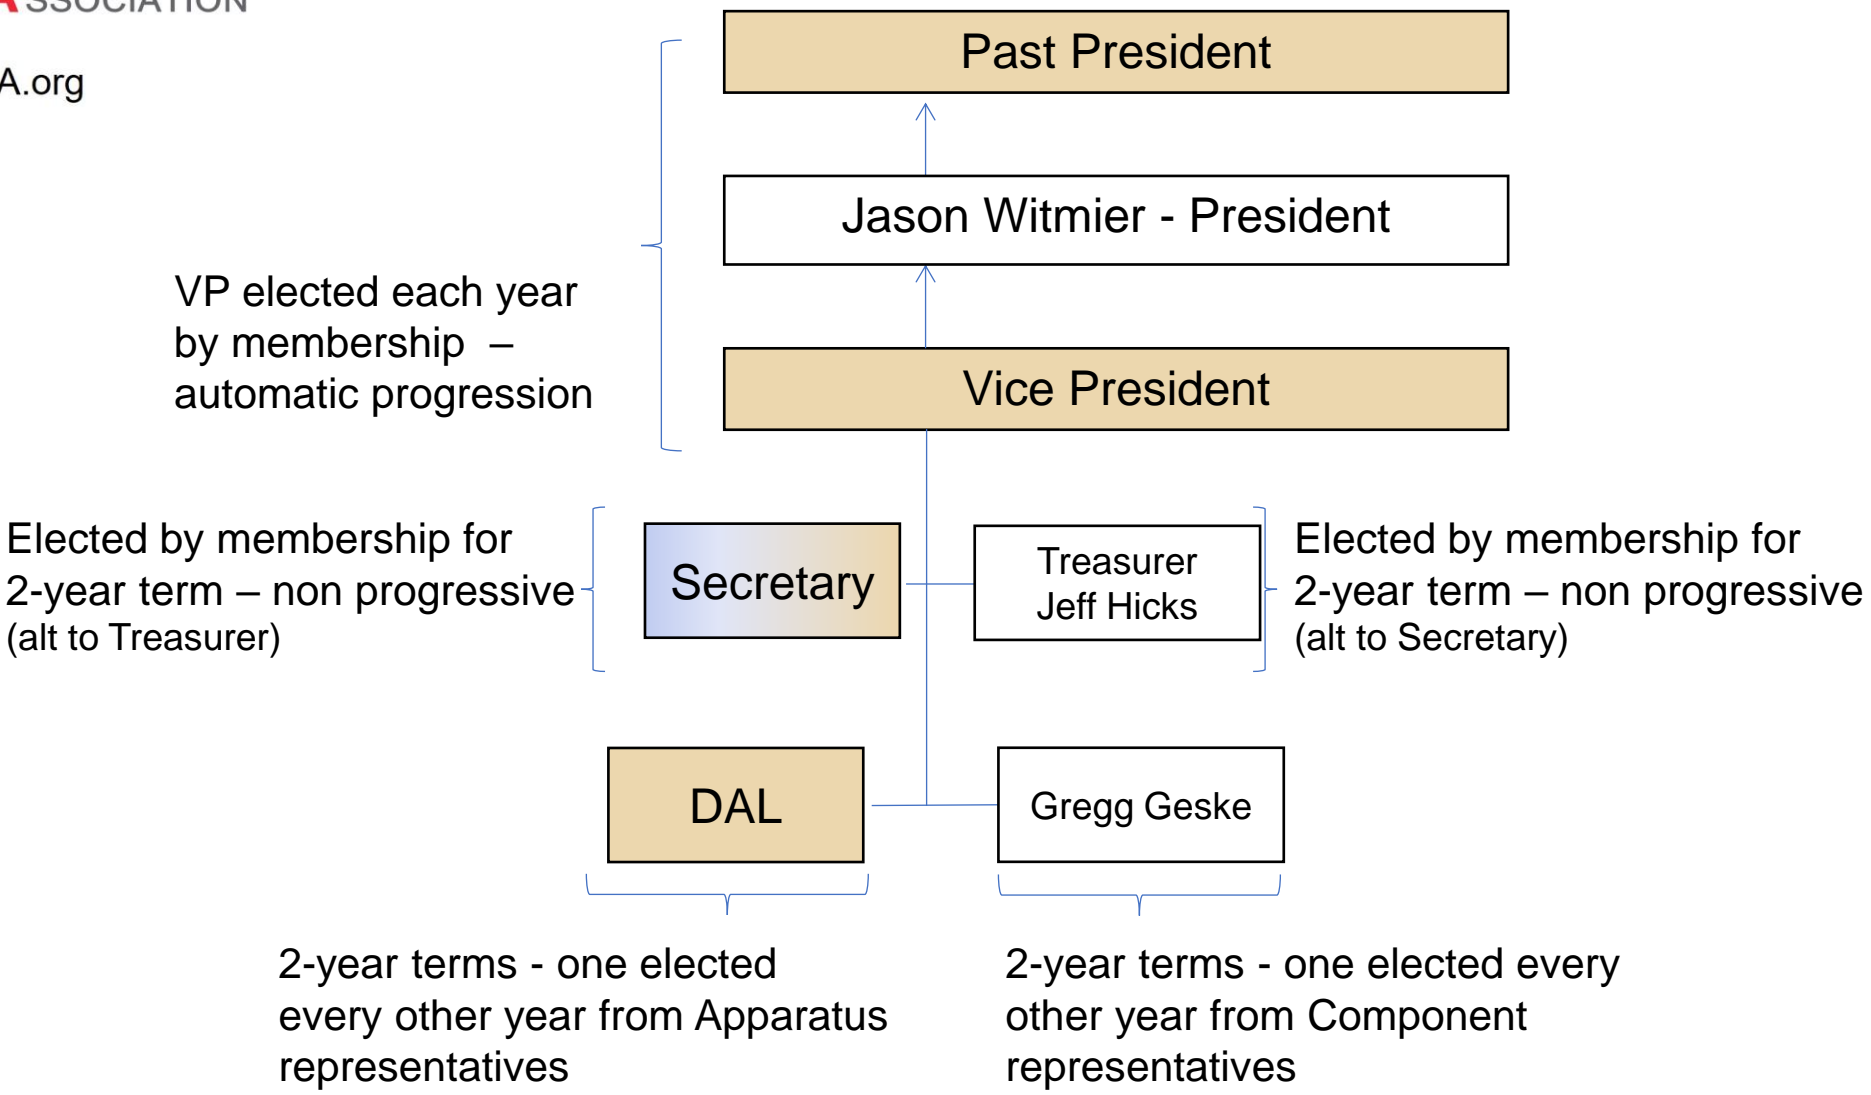 ASSOCIATION
A.org
Past President
Jason Witmier - President
VP elected each year
by membership –
automatic progression
Vice President
Elected by membership for
2-year term – non progressive
(alt to Treasurer)
Secretary
Treasurer
Jeff Hicks
Elected by membership for
2-year term – non progressive
(alt to Secretary)
DAL
Gregg Geske
2-year terms - one elected
every other year from Apparatus
representatives
2-year terms - one elected every
other year from Component
representatives